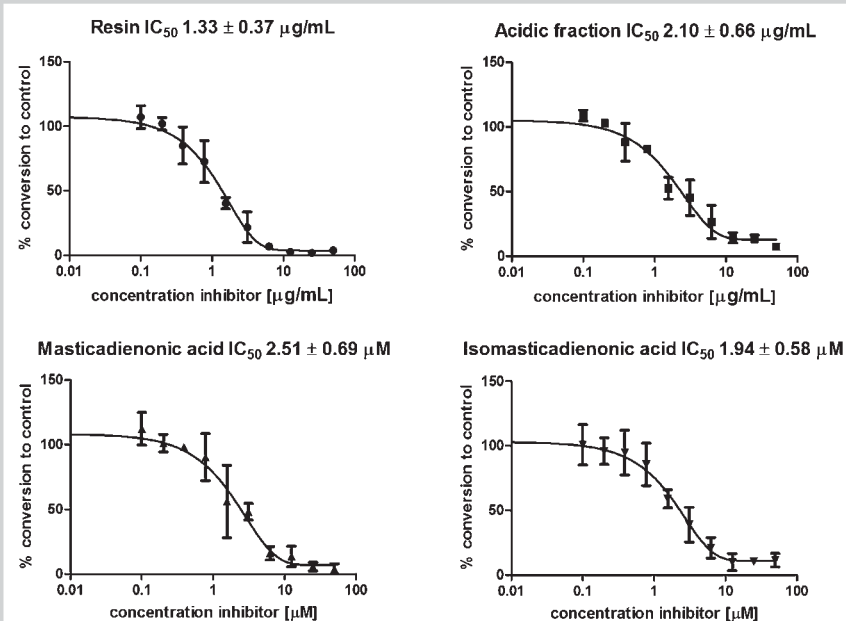 Resin IC50 1.33 ± 0.37 μg/mL
% conversion to control
150
100
50
0
0.01 0.1 1 10 100
concentration inhibitor [μg/mL]
Acidic fraction IC50 2.10 ± 0.66 μg/mL
% conversion to control
150
100
50
0
0.01 0.1 1 10 100
concentration inhibitor [μg/mL]
Masticadienonic acid IC50 2.51 ± 0.69 μM
% conversion to control
150
100
50
0
0.01 0.1 1 10 100
concentration inhibitor [μM]
Isomasticadienonic acid IC50 1.94 ± 0.58 μM
% conversion to control
150
100
50
0
0.01 0.1 1 10 100
concentration inhibitor [μM]